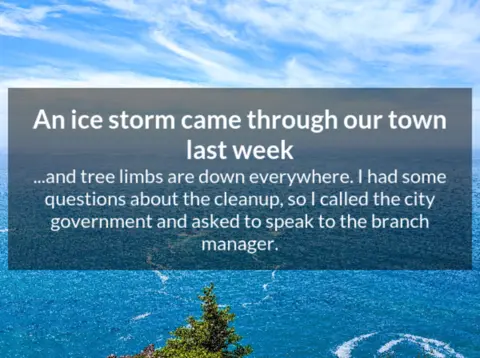 An ice storm came through our town
last week
...and tree limbs are down everywhere. I had some
questions about the cleanup, so I called the city
government and asked to speak to the branch
manager.